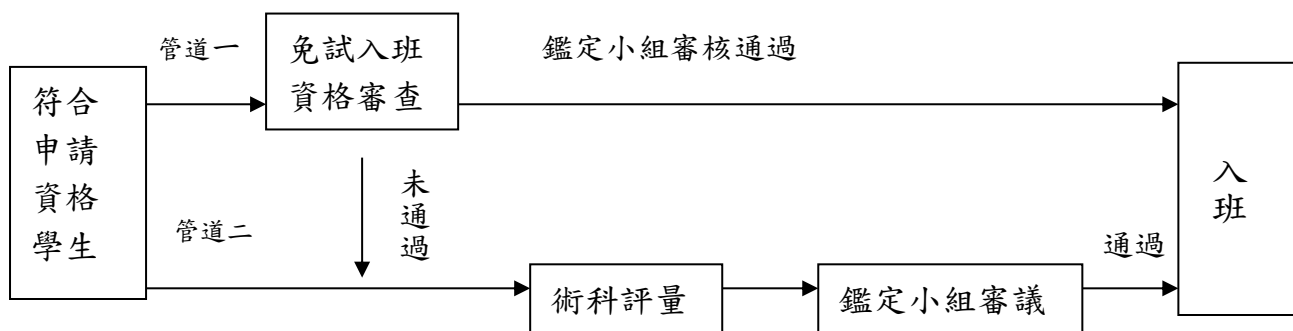 符合
申請
資格
學生
管道一
免試入班
資格審查
鑑定小組審核通過
未
通
過
管道二
術科評量
鑑定小組審議
通過
入
班